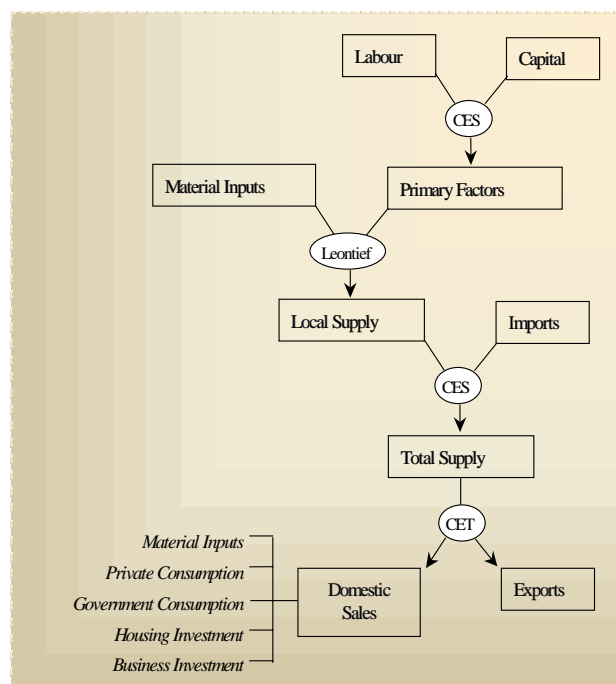 Labour
Capital
CES
Material Inputs
Primary Factors
Leontief
Local Supply
Imports
CES
Total Supply
CET
Material Inputs
Private Consumption
Government Consumption
Housing Investment
Business Investment
Domestic
Sales
Exports